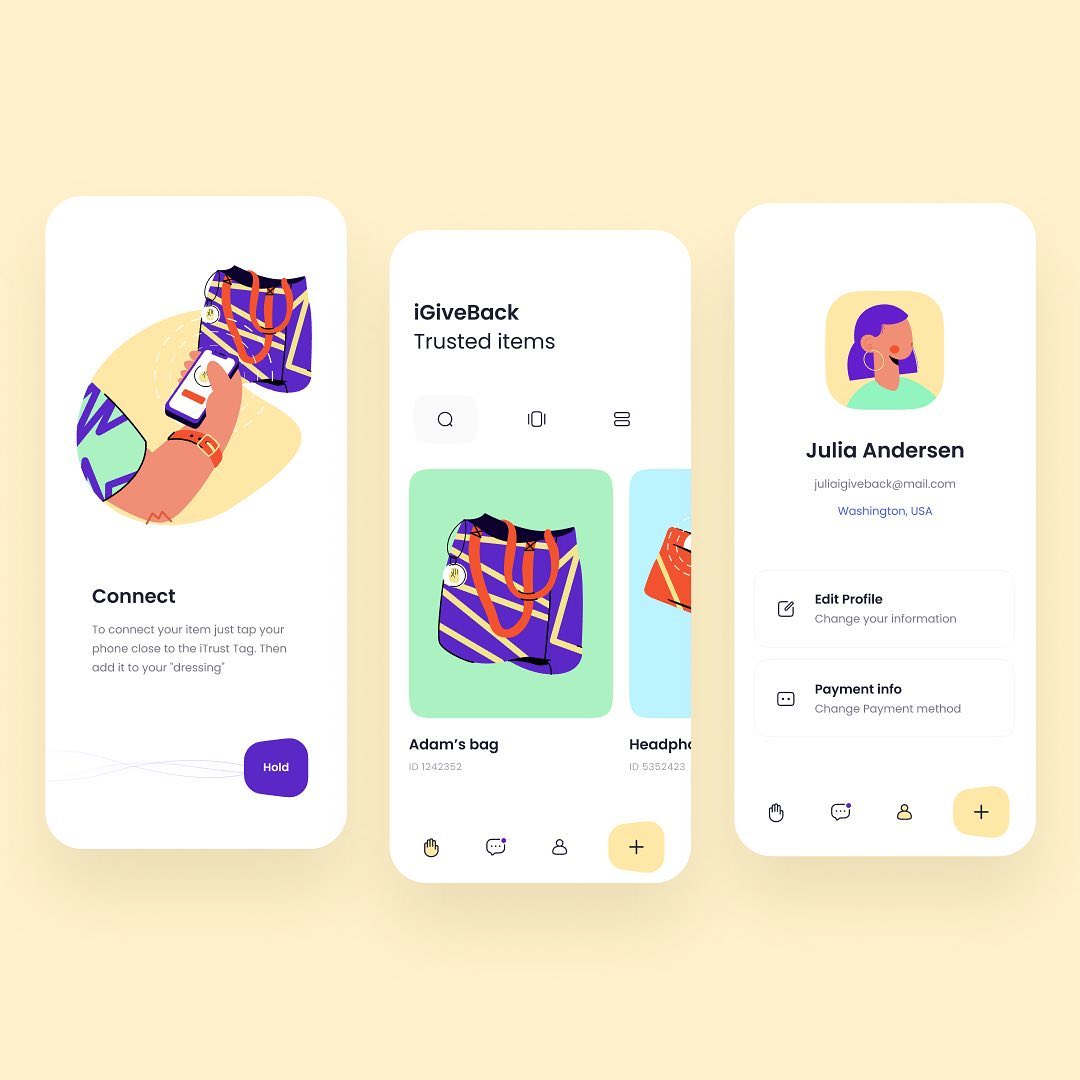 Connect
To connect your item just tap your
phone close to the iTrust Tag. Then
add it to your "dressing"
Hold
iGiveBack
Trusted items
Adam's bag
ID 1242352
Headpho
ID 5352423
Julia Andersen
juliaigiveback@mail.com
Washington, USA
Edit Profile
Change your information
Payment info
Change Payment method